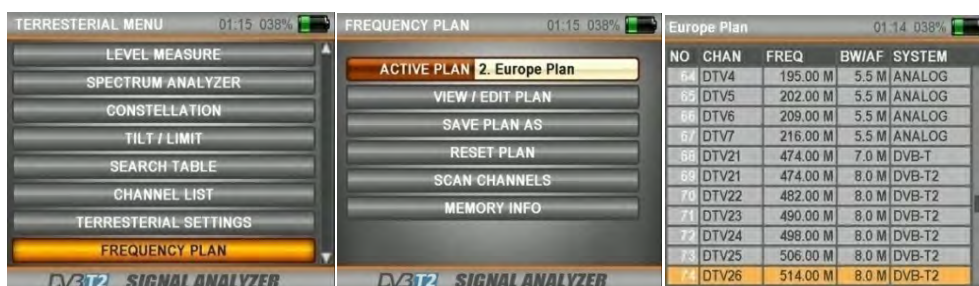 TERRESTERIAL MENU 01:15 038%
LEVEL MEASURE
SPECTRUM ANALYZER
CONSTELLATION
TILT / LIMIT
SEARCH TABLE
CHANNEL LIST
TERRESTERIAL SETTINGS
FREQUENCY PLAN
DVBT2 SIGNAL ANALYZER
FREQUENCY PLAN 01:15 038%
ACTIVE PLAN 2. Europe Plan
VIEW / EDIT PLAN
SAVE PLAN AS
RESET PLAN
SCAN CHANNELS
MEMORY INFO
DVBT2 SIGNAL ANALYZER
Europe Plan 01:14 038%
NO CHAN FREQ BW/AF SYSTEM
64 DTV4 195.00 M 5.5 M ANALOG
65 DTV5 202.00 M 5.5 M ANALOG
66 DTV6 209.00 M 5.5 M ANALOG
67 DTV7 216.00 M 5.5 M ANALOG
68 DTV21 474.00 M 7.0 M DVB-T
69 DTV21 474.00 M 8.0 M DVB-T2
70 DTV22 482.00 M 8.0 M DVB-T2
71 DTV23 490.00 M 8.0 M DVB-T2
72 DTV24 498.00 M 8.0 M DVB-T2
73 DTV25 506.00 M 8.0 M DVB-T2
74 DTV26 514.00 M 8.0 M DVB-T2